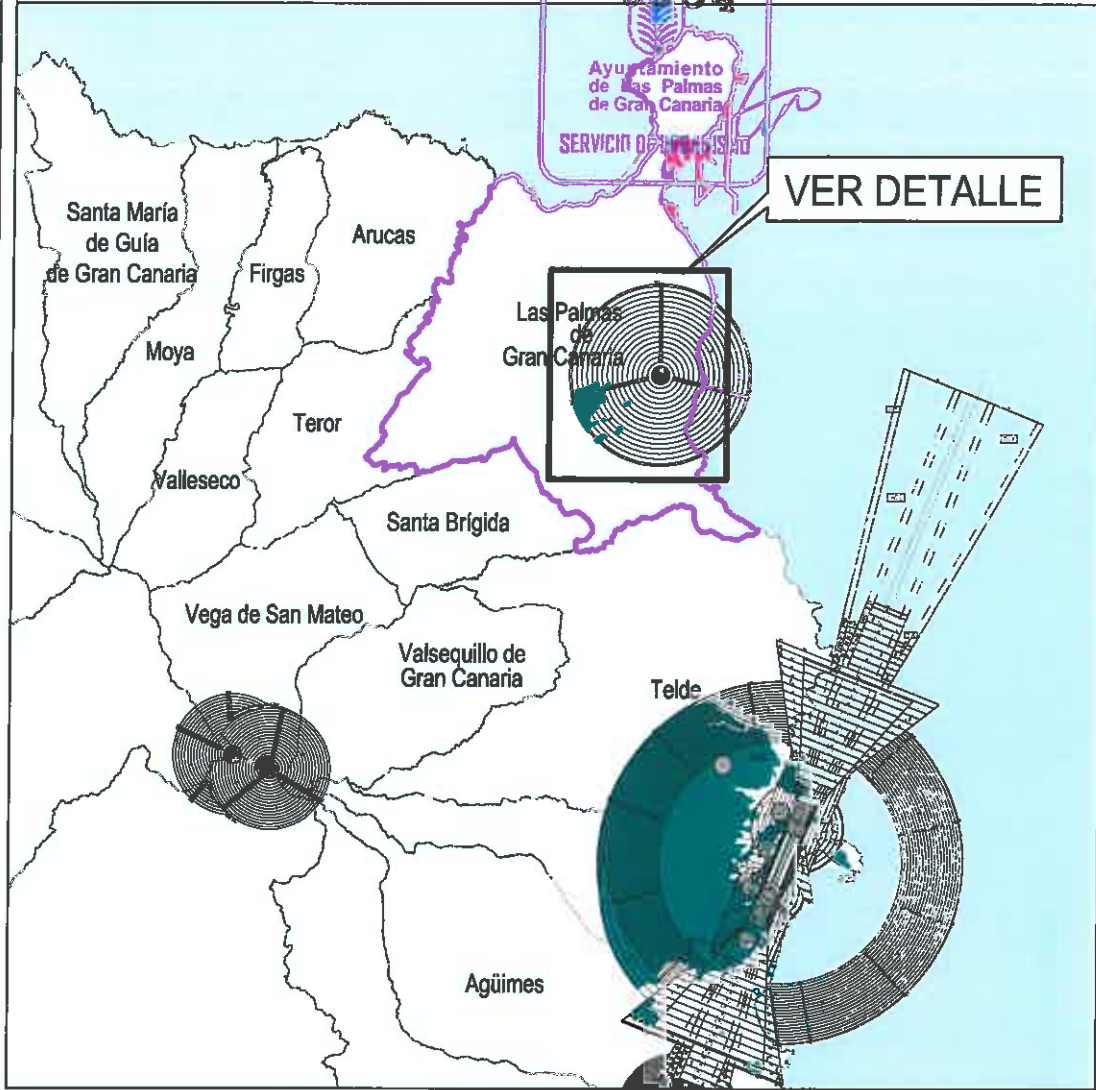 Ayuntamiento
de Las Palmas
de Gran Canaria
SERVICIO DE URBANISMO
VER DETALLE
Santa María
de Guía
de Gran Canaria
Firgas
Arucas
Moya
Las Palmas
de
Gran Canaria
Teror
Valleseco
Santa Brígida
Vega de San Mateo
Valsequillo de
Gran Canaria
Telde
Agüimes